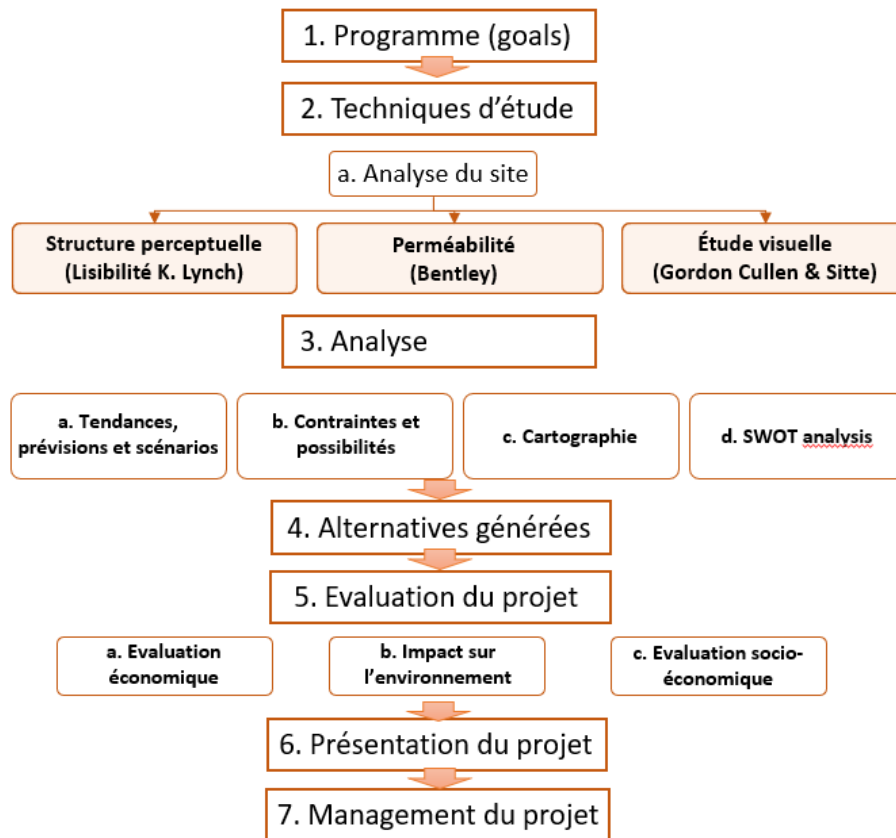 1. Programme (goals)
2. Techniques d’étude
a. Analyse du site
Structure perceptuelle
(Lisibilité K. Lynch)
Perméabilité
(Bentley)
Étude visuelle
(Gordon Cullen & Sitte)
3. Analyse
a. Tendances,
prévisions et scénarios
b. Contraintes et
possibilités
c. Cartographie
d. SWOT analysis
4. Alternatives générées
5. Evaluation du projet
a. Evaluation
économique
b. Impact sur
l’environnement
c. Evaluation socio-
économique
6. Présentation du projet
7. Management du projet